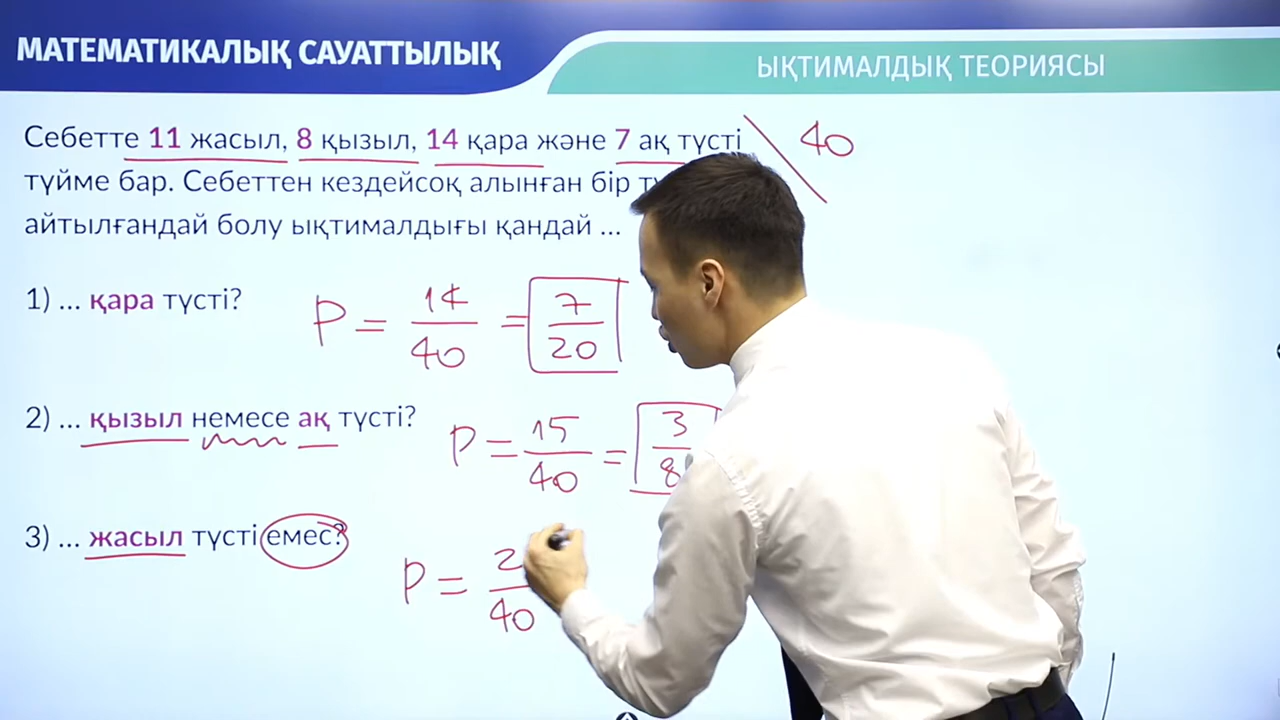 МАТЕМАТИКАЛЫҚ САУАТТЫЛЫҚ
ЫҚТИМАЛДЫҚ ТЕОРИЯСЫ
Себетте 11 жасыл, 8 қызыл, 14 қара және 7 ақ түсті
40
түйме бар. Себеттен кездейсоқ алынған бір
айтылғандай болу ықтималдығы қандай ...
1) ... қара түсті?
P = 14/40 = 7/20
2) ... қызыл немесе ақ түсті?
P = 15/40 = 3/8
3) ... жасыл түсті емес?
P = 2/40